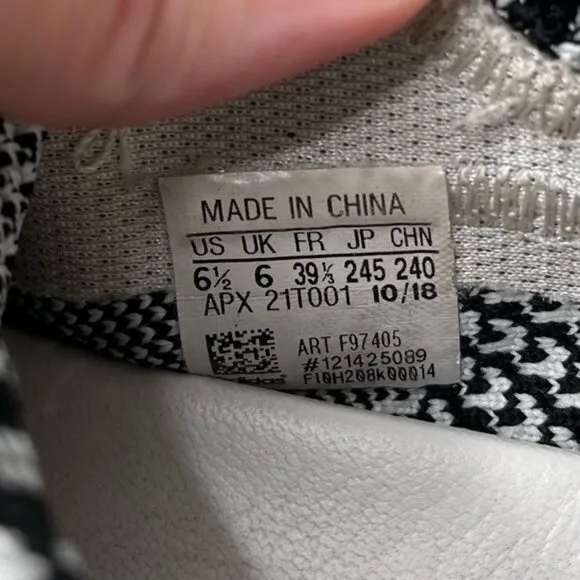 MADE IN CHINA
US UK FR JP CHN
6½ 6 39⅓ 245 240
APX 21T001 10/18
ART F97405
#121425089
F10H208K00014
adidas